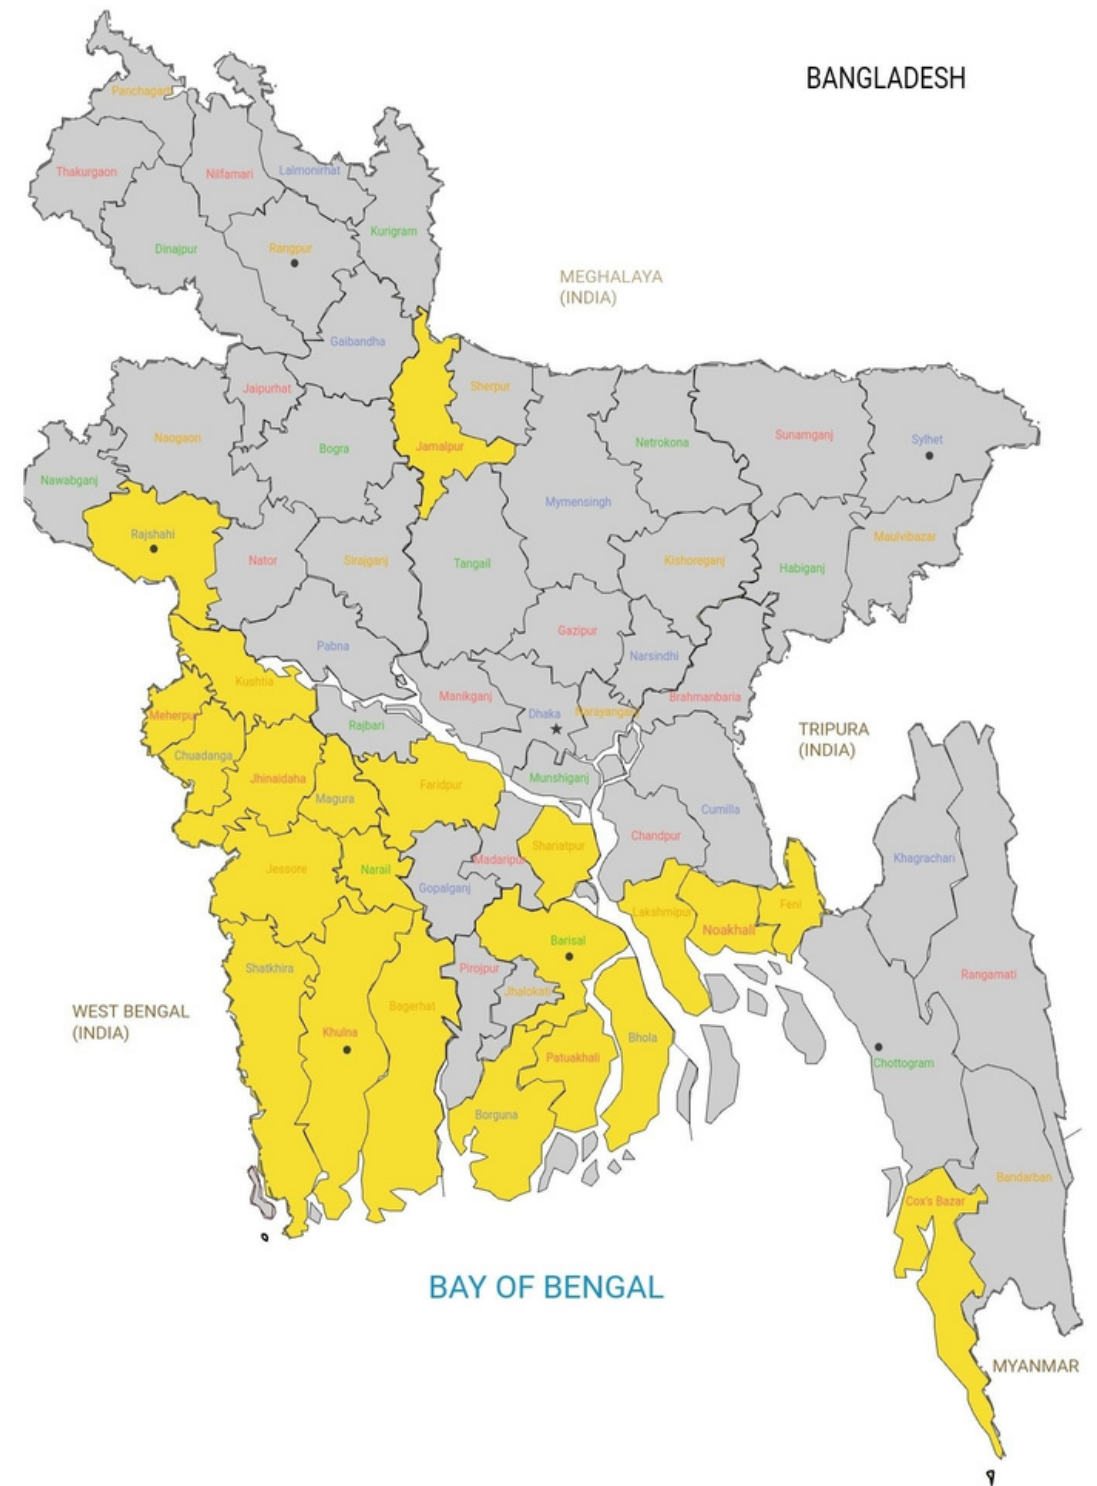 BANGLADESH
Panchagarh
Thakurgaon
Nilfamari
Lalmonirhat
Kurigram
Dinajpur
Rangpur
MEGHALAYA
(INDIA)
Gaibandha
Jaipurhat
Sherpur
Naogaon
Bogra
Jamalpur
Netrokona
Sunamganj
Sylhet
Nawabganj
Mymensingh
Rajshahi
Nator
Sirajganj
Tangail
Kishoreganj
Habiganj
Maulvibazar
Pabna
Gazipur
Narsindhi
Kushtia
Manikganj
Brahmanbaria
Meherpur
Rajbari
Dhaka
Narayanganj
TRIPURA
(INDIA)
Chuadanga
Jhinaidaha
Magura
Faridpur
Munshiganj
Cumilla
Chandpur
Shariatpur
Madaripur
Khagrachari
Jessore
Narail
Gopalganj
Lakshmipur
Feni
Noakhali
Barisal
Shatkhira
Pirojpur
Jhalokati
Rangamati
WEST BENGAL
(INDIA)
Bagerhat
Khulna
Bhola
Patuakhali
Chottogram
Borguna
Bandarban
Cox's Bazar
BAY OF BENGAL
MYANMAR